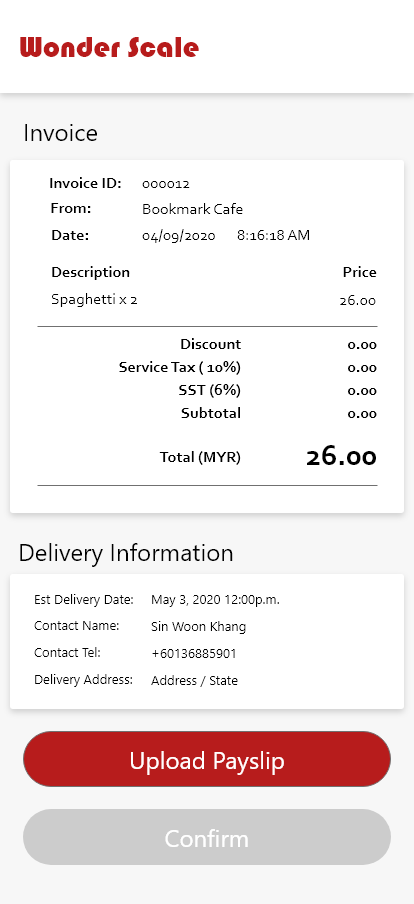 Wonder Scale
Invoice
Invoice ID: 000012
From: Bookmark Cafe
Date: 04/09/2020 8:16:18 AM
Description Price
Spaghetti x 2 26.00
Discount 0.00
Service Tax ( 10%) 0.00
SST (6%) 0.00
Subtotal 0.00
Total (MYR) 26.00
Delivery Information
Est Delivery Date: May 3, 2020 12:00p.m.
Contact Name: Sin Woon Khang
Contact Tel: +60136885901
Delivery Address: Address / State
Upload Payslip
Confirm